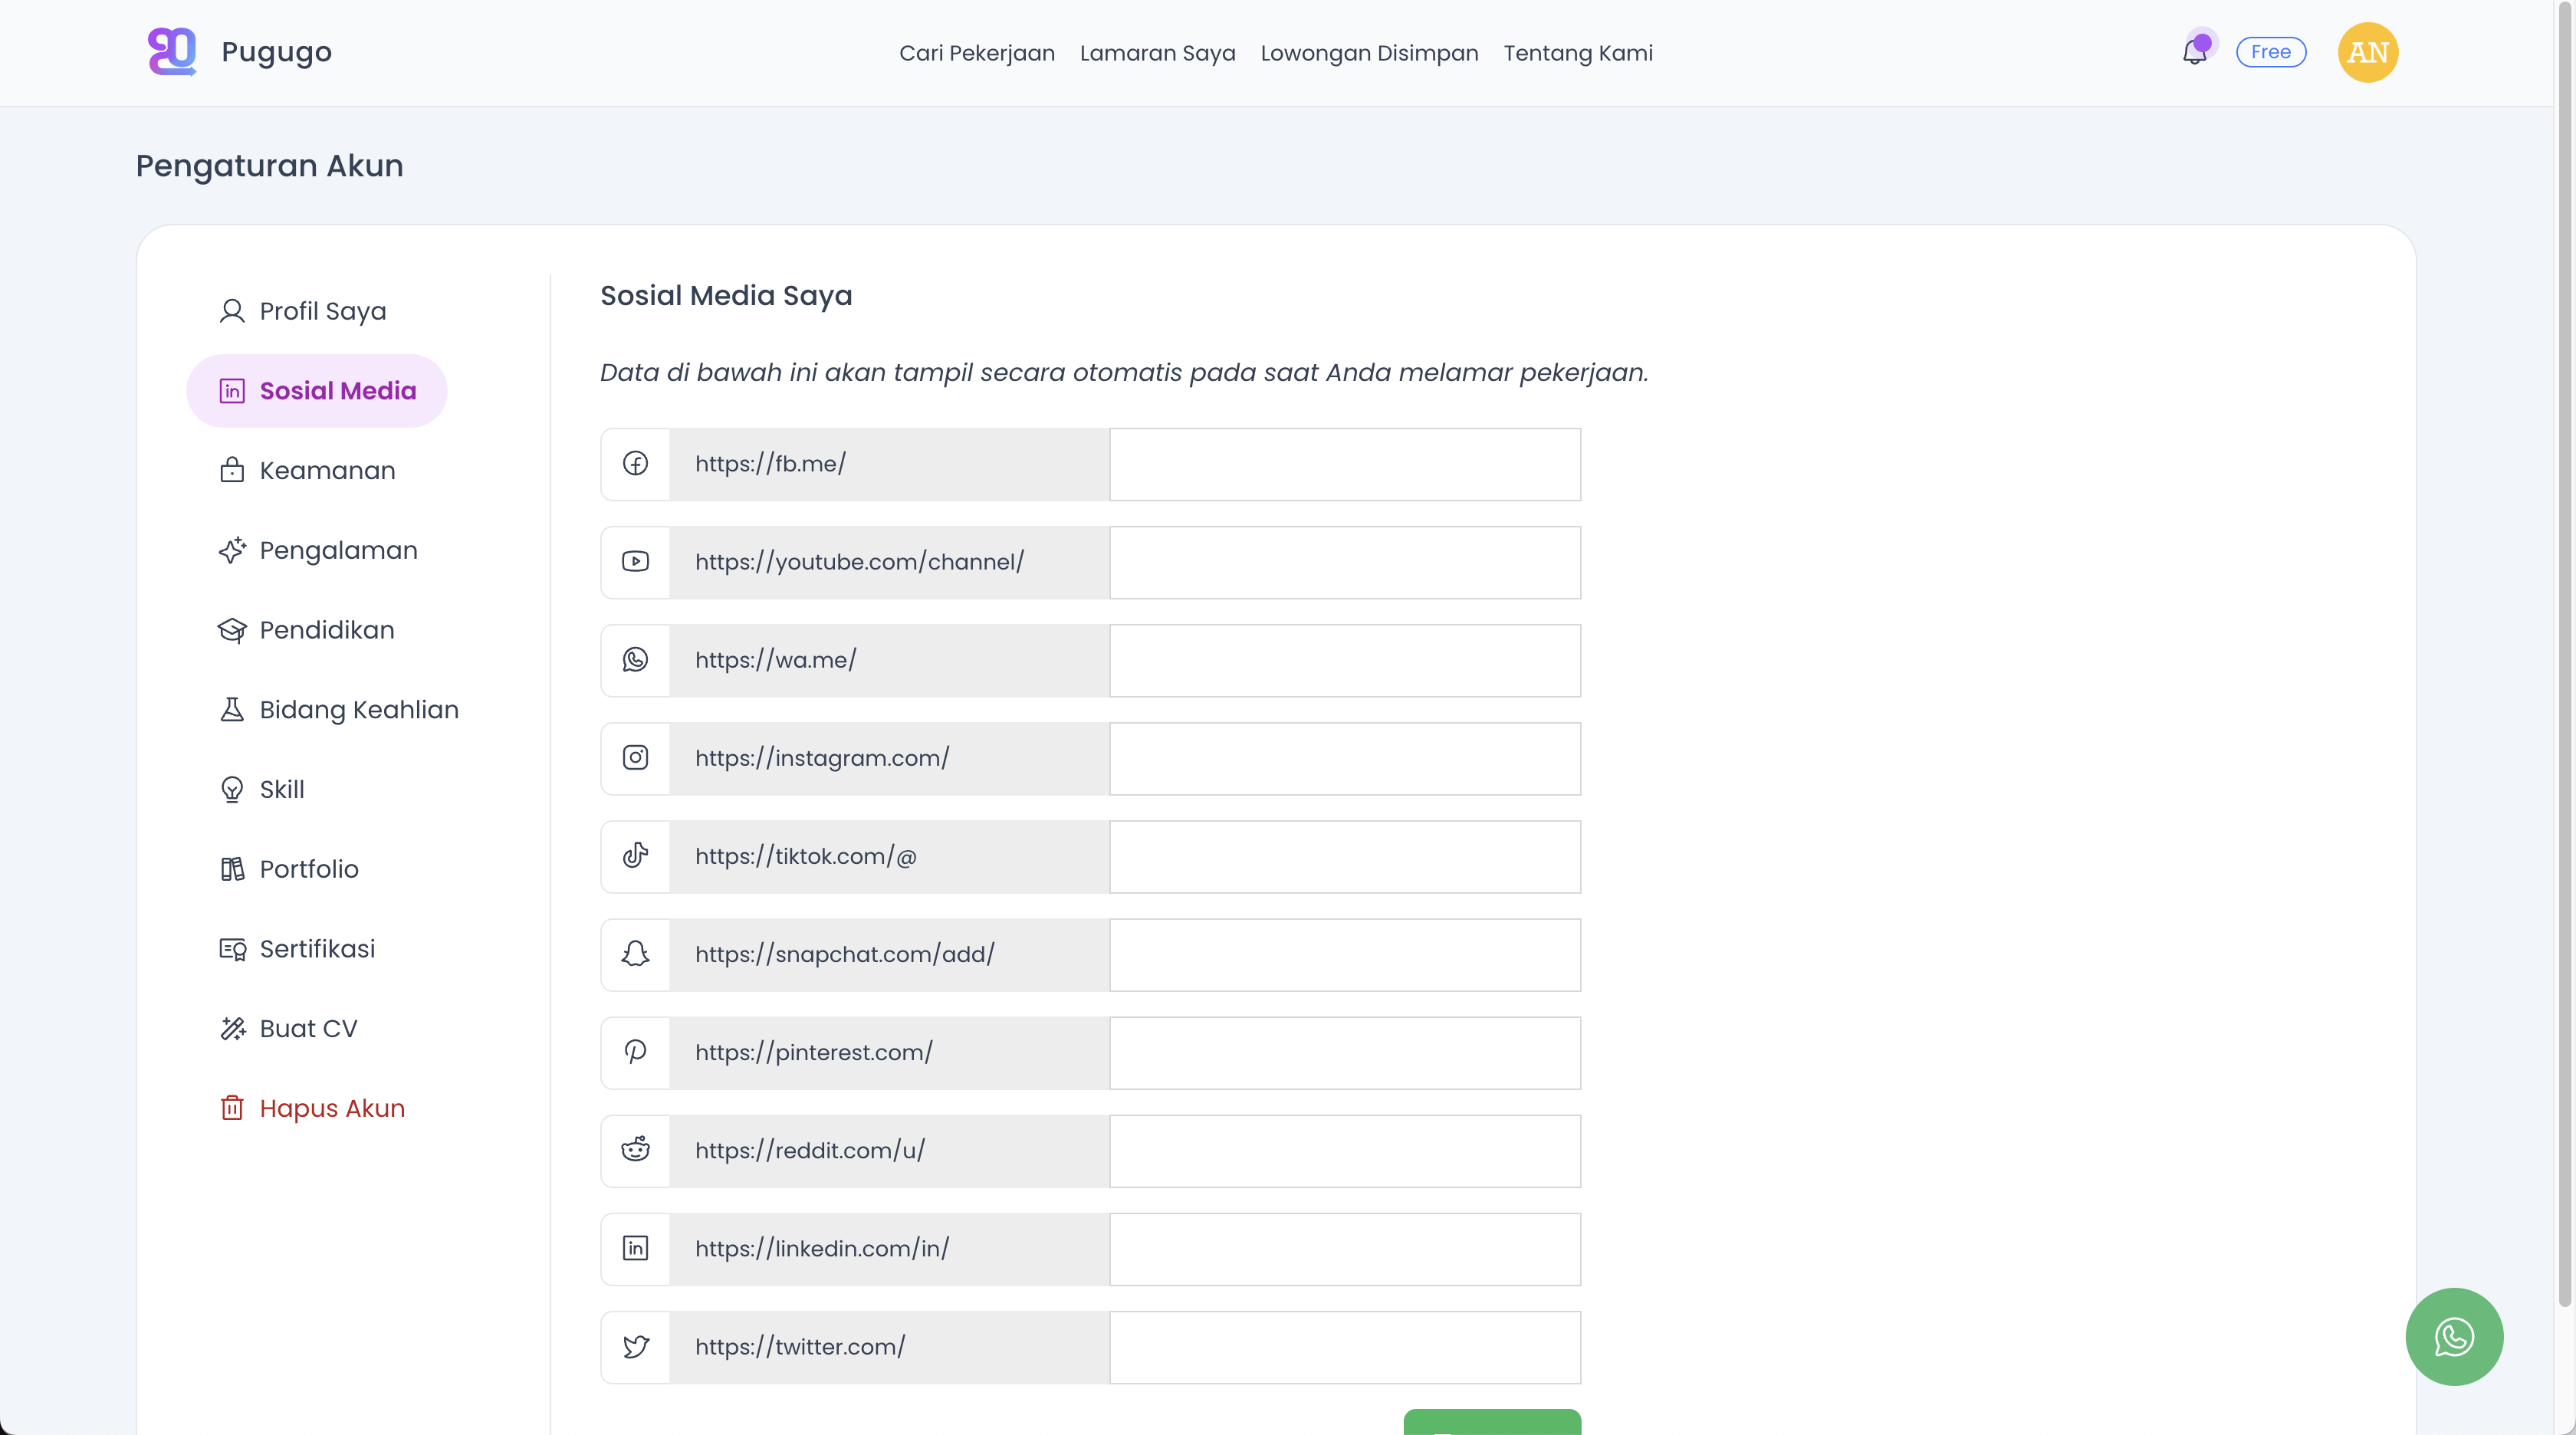 Pugugo
Cari Pekerjaan
Lamaran Saya
Lowongan Disimpan
Tentang Kami
Free
AN
Pengaturan Akun
Profil Saya
Sosial Media
Keamanan
Pengalaman
Pendidikan
Bidang Keahlian
Skill
Portfolio
Sertifikasi
Buat CV
Hapus Akun
Sosial Media Saya
Data di bawah ini akan tampil secara otomatis pada saat Anda melamar pekerjaan.
https://fb.me/
https://youtube.com/channel/
https://wa.me/
https://instagram.com/
https://tiktok.com/@
https://snapchat.com/add/
https://pinterest.com/
https://reddit.com/u/
https://linkedin.com/in/
https://twitter.com/